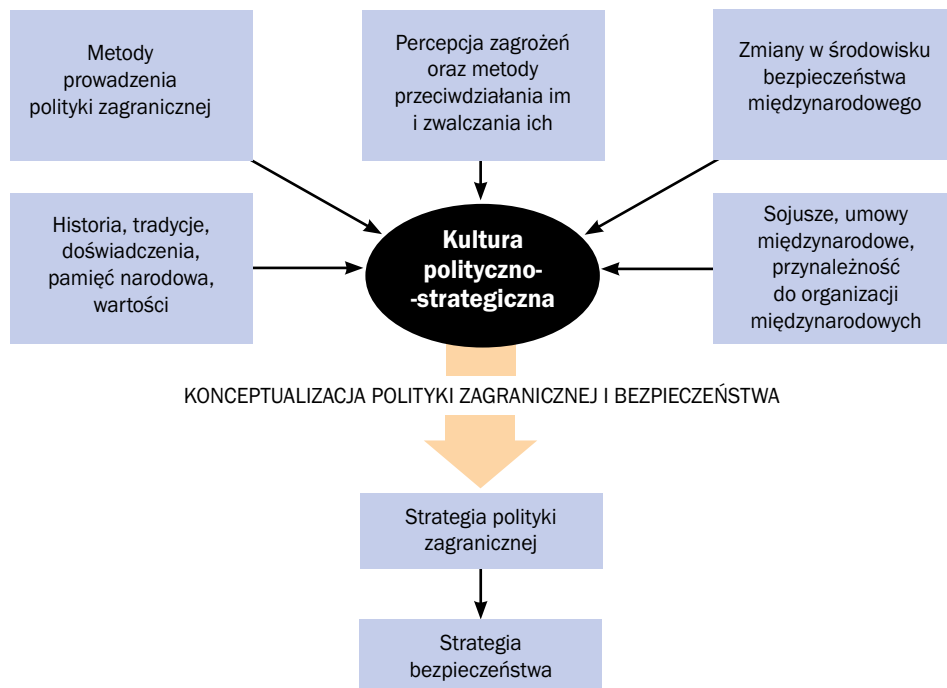 Metody
prowadzenia
polityki zagranicznej
Percepcja zagrożeń
oraz metody
przeciwdziałania im
i zwalczania ich
Zmiany w środowisku
bezpieczeństwa
międzynarodowego
Historia, tradycje,
doświadczenia,
pamięć narodowa,
wartości
Kultura
polityczno-
-strategiczna
Sojusze, umowy
międzynarodowe,
przynależność
do organizacji
międzynarodowych
KONCEPTUALIZACJA POLITYKI ZAGRANICZNEJ I BEZPIECZEŃSTWA
Strategia polityki
zagranicznej
Strategia
bezpieczeństwa